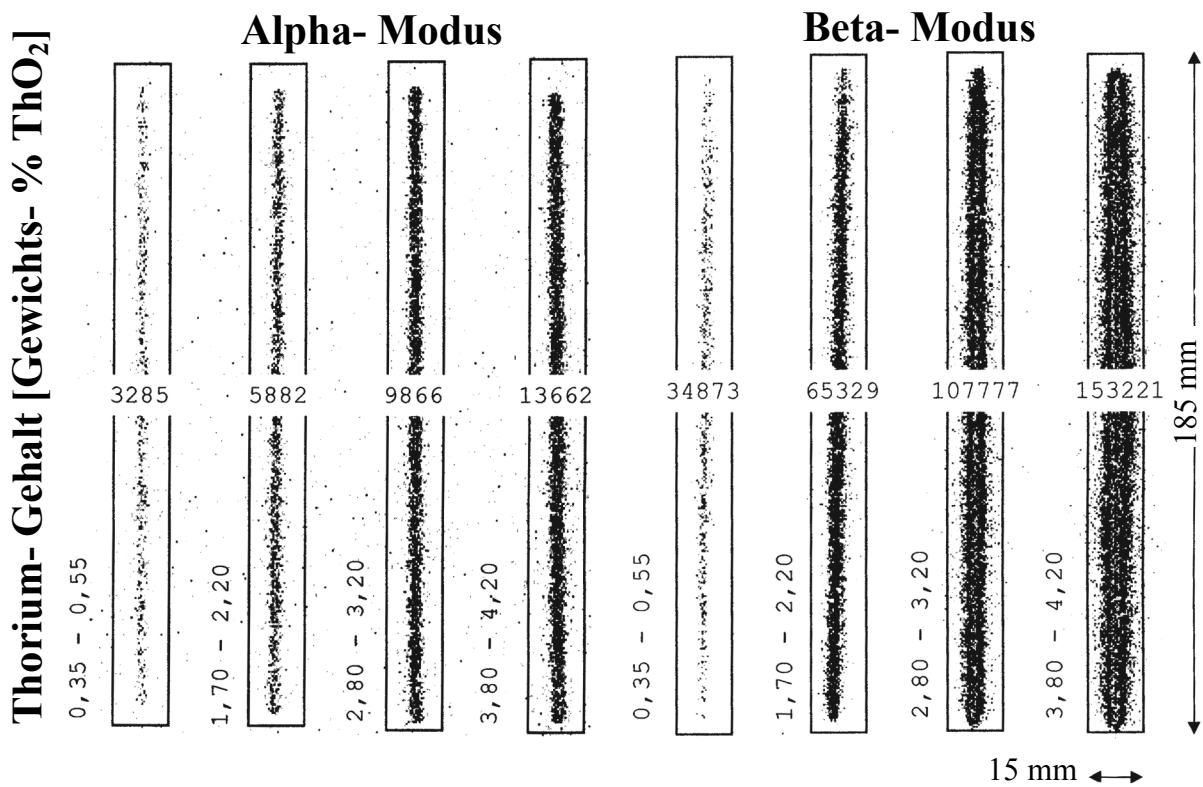 Alpha- Modus
Beta- Modus
Thorium- Gehalt [Gewichts- % ThO₂]
3285
5882
9866
13662
34873
65329
107777
153221
0,35 - 0,55
1,70 - 2,20
2,80 - 3,20
3,80 - 4,20
0,35 - 0,55
1,70 - 2,20
2,80 - 3,20
3,80 - 4,20
185 mm
15 mm